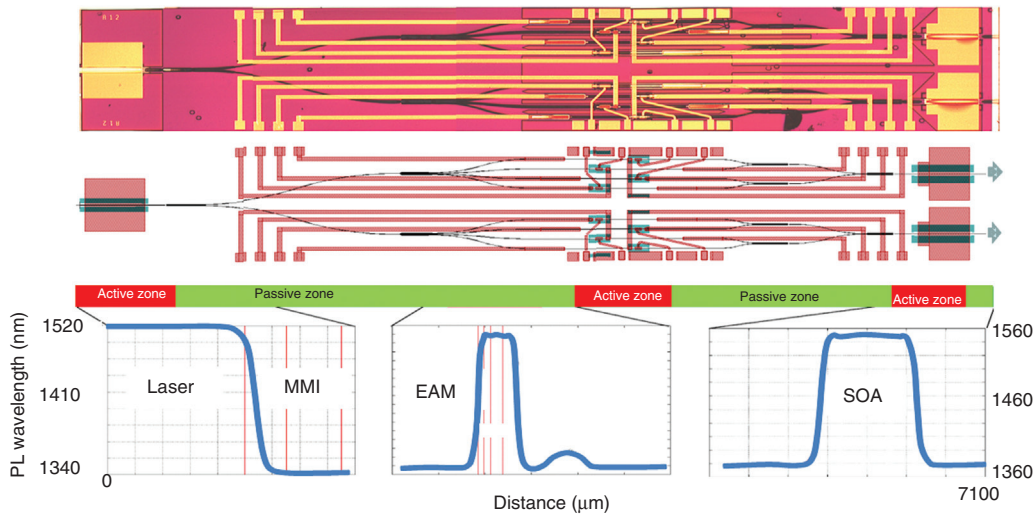 R12
Active zone
Passive zone
Active zone
Passive zone
Active zone
1520
1410
1340
PL wavelength (nm)
Laser
MMI
EAM
SOA
1560
1460
1360
0
Distance (µm)
7100